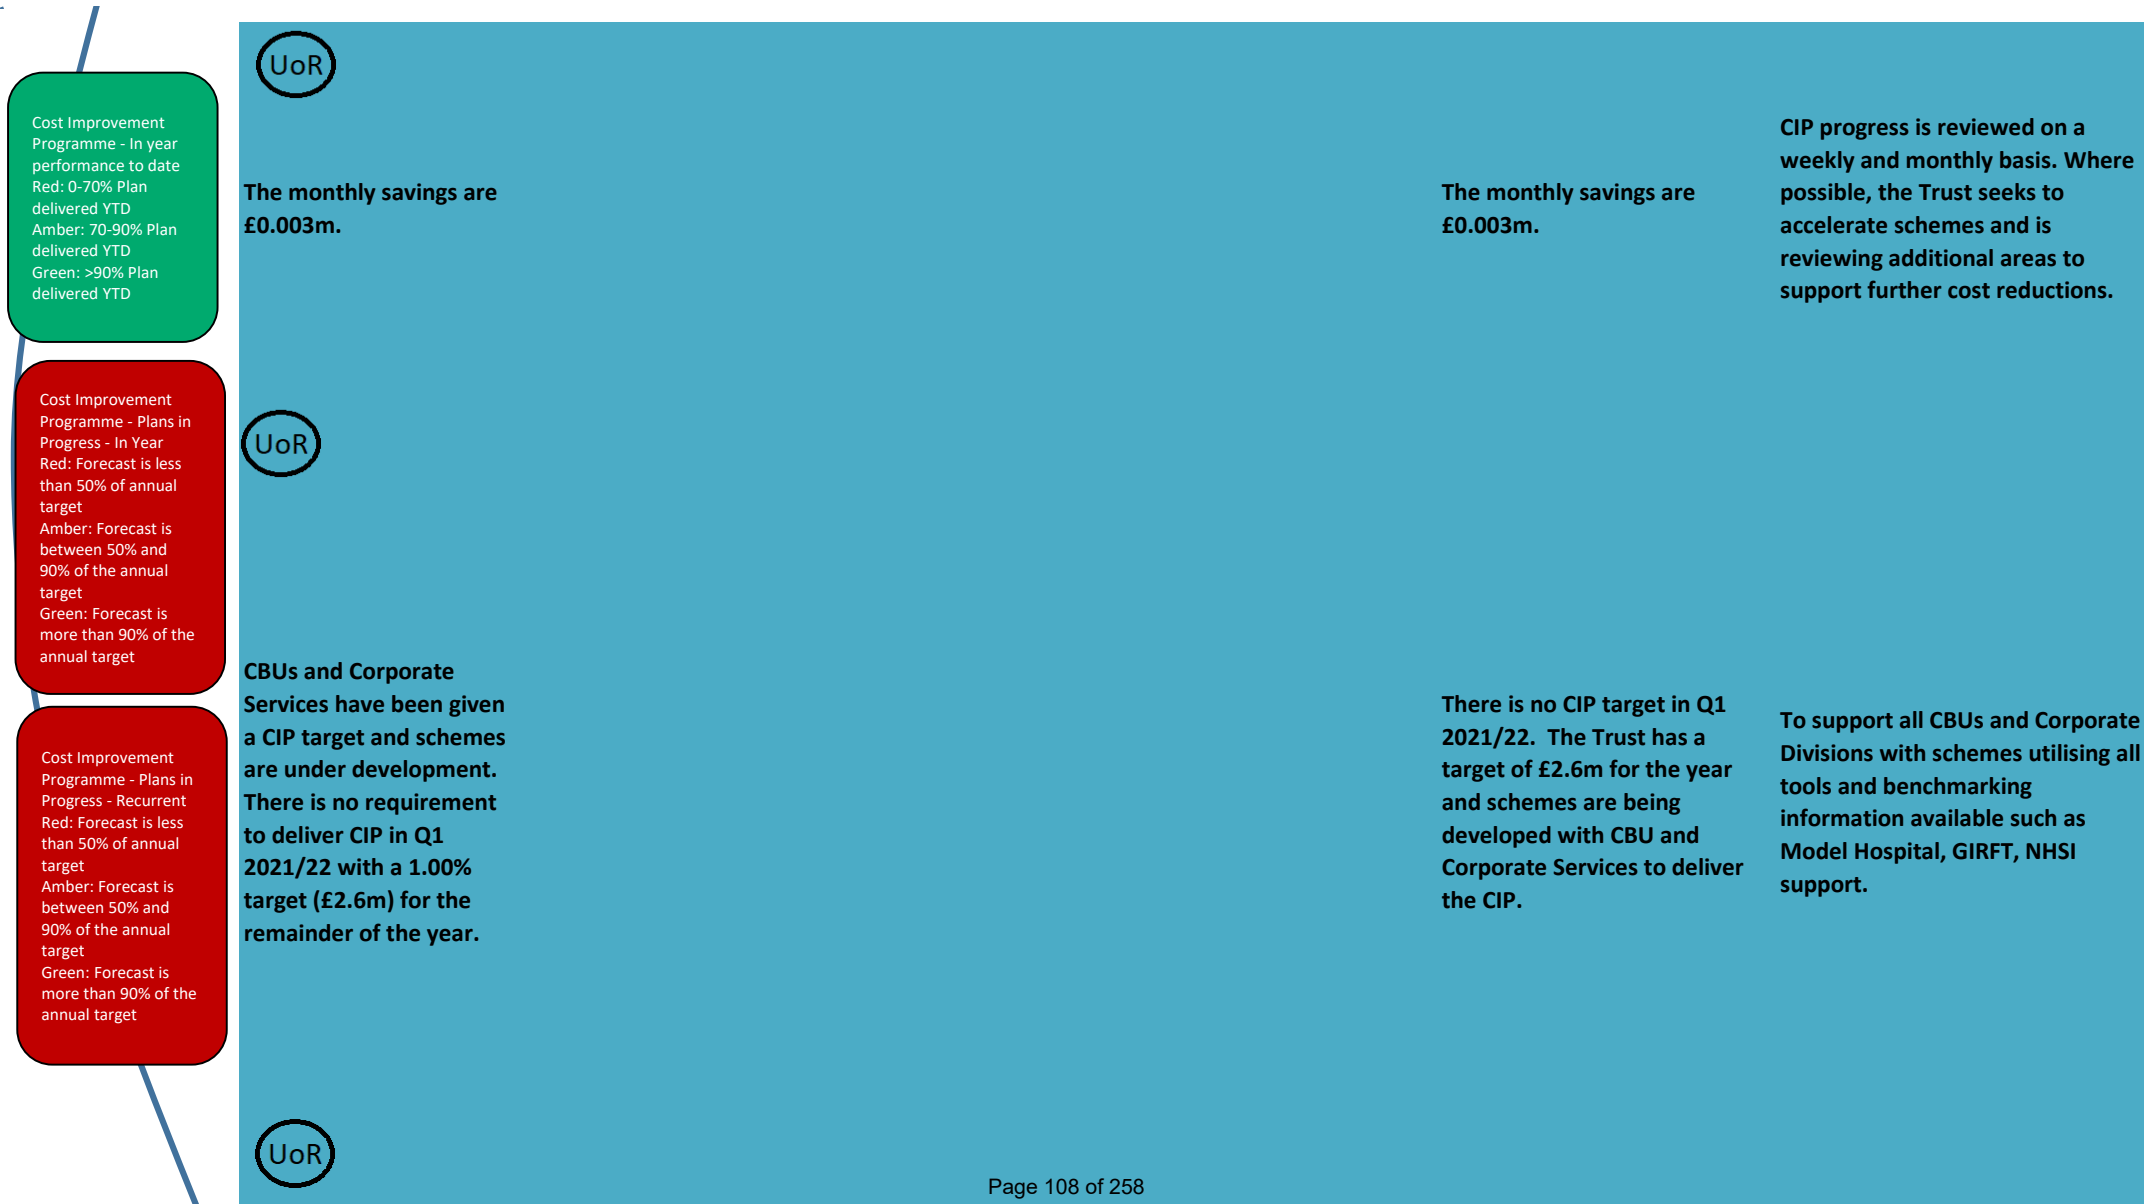 UoR
Cost Improvement
Programme - In year
performance to date
Red: 0-70% Plan
delivered YTD
Amber: 70-90% Plan
delivered YTD
Green: >90% Plan
delivered YTD
The monthly savings are
£0.003m.
The monthly savings are
£0.003m.
CIP progress is reviewed on a
weekly and monthly basis. Where
possible, the Trust seeks to
accelerate schemes and is
reviewing additional areas to
support further cost reductions.
Cost Improvement
Programme - Plans in
Progress - In Year
Red: Forecast is less
than 50% of annual
target
Amber: Forecast is
between 50% and
90% of the annual
target
Green: Forecast is
more than 90% of the
annual target
UoR
Cost Improvement
Programme - Plans in
Progress - Recurrent
Red: Forecast is less
than 50% of annual
target
Amber: Forecast is
between 50% and
90% of the annual
target
Green: Forecast is
more than 90% of the
annual target
CBUs and Corporate
Services have been given
a CIP target and schemes
are under development.
There is no requirement
to deliver CIP in Q1
2021/22 with a 1.00%
target (£2.6m) for the
remainder of the year.
There is no CIP target in Q1
2021/22.  The Trust has a
target of £2.6m for the year
and schemes are being
developed with CBU and
Corporate Services to deliver
the CIP.
To support all CBUs and Corporate
Divisions with schemes utilising all
tools and benchmarking
information available such as
Model Hospital, GIRFT, NHSI
support.
UoR
Page 108 of 258